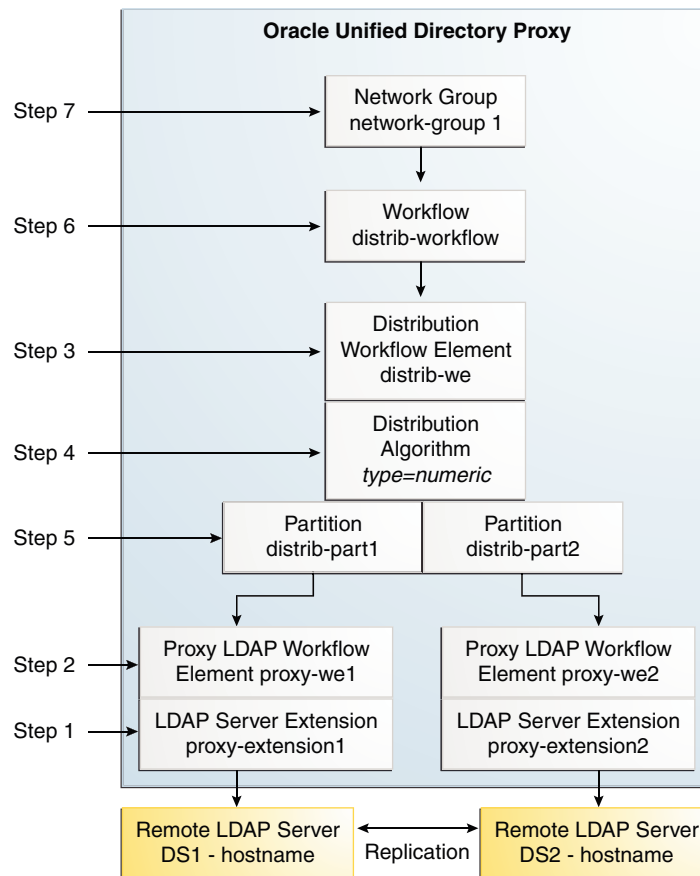 Oracle Unified Directory Proxy
Step 7
Network Group
network-group 1
Step 6
Workflow
distrib-workflow
Step 3
Distribution
Workflow Element
distrib-we
Step 4
Distribution
Algorithm
type=numeric
Step 5
Partition
distrib-part1
Partition
distrib-part2
Step 2
Proxy LDAP Workflow
Element proxy-we1
Proxy LDAP Workflow
Element proxy-we2
Step 1
LDAP Server Extension
proxy-extension1
LDAP Server Extension
proxy-extension2
Remote LDAP Server
DS1 - hostname
Replication
Remote LDAP Server
DS2 - hostname